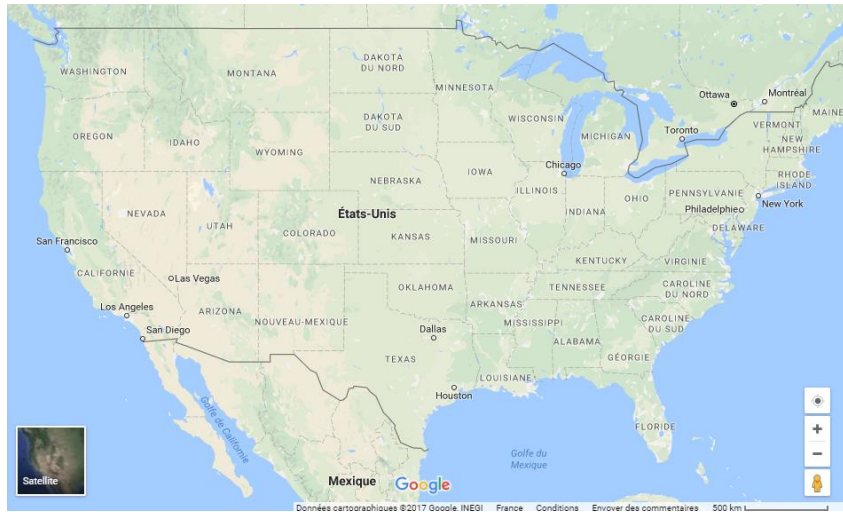 DAKOTA
DU NORD
WASHINGTON
MONTANA
MINNESOTA
Ottawa
Montréal
MAINE
DAKOTA
DU SUD
WISCONSIN
MICHIGAN
Toronto
VERMONT
NEW
HAMPSHIRE
OREGON
IDAHO
WYOMING
Chicago
IOWA
NEBRASKA
ILLINOIS
INDIANA
OHIO
PENNSYLVANIE
RHODE
ISLAND
New York
Philadelphie
NEVADA
UTAH
COLORADO
États-Unis
KANSAS
MISSOURI
DELAWARE
San Francisco
CALIFORNIE
Las Vegas
KENTUCKY
VIRGINIE
OKLAHOMA
TENNESSEE
CAROLINE
DU NORD
Los Angeles
ARIZONA
NOUVEAU-MEXIQUE
ARKANSAS
San Diego
Dallas
MISSISSIPPI
ALABAMA
CAROLINE
DU SUD
TEXAS
GÉORGIE
LOUISIANE
Houston
Golfe de Californie
FLORIDE
Golfe du
Mexique
Satellite
Mexique
Google
Données cartographiques ©2017 Google, INEGI France Conditions Envoyer des commentaires 500 km